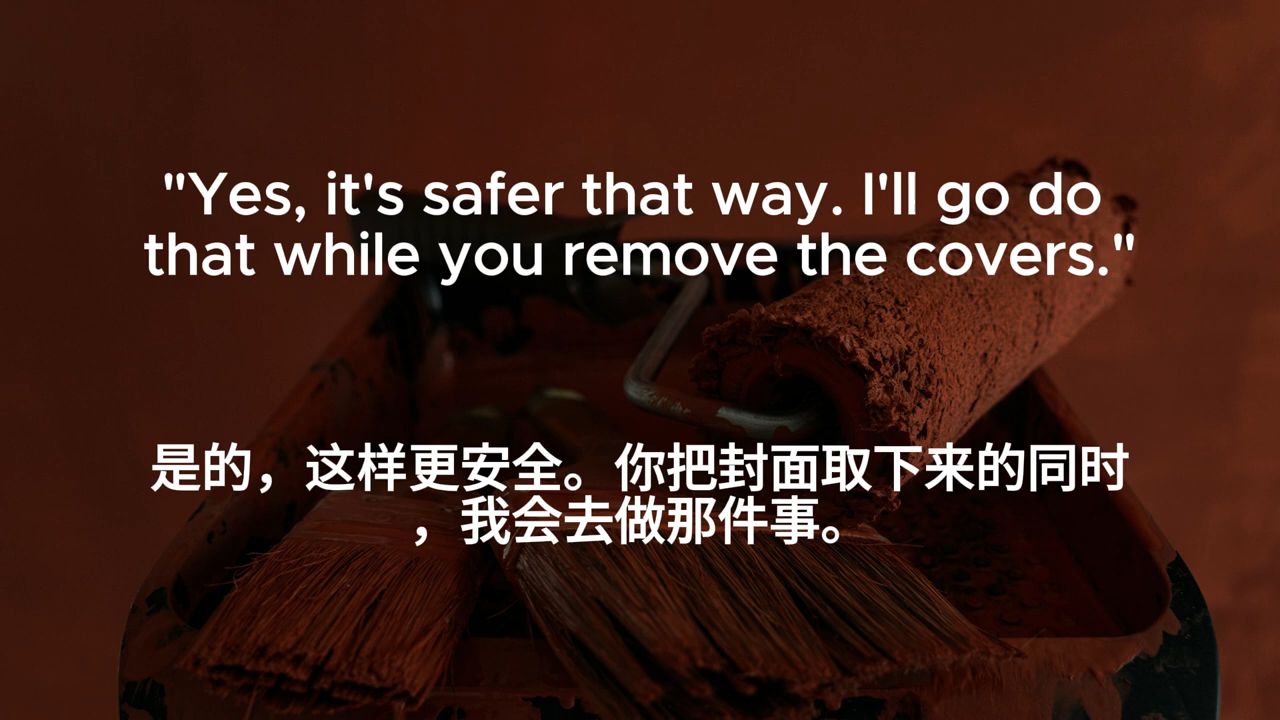 "Yes, it's safer that way. I'll go do
that while you remove the covers."
是的，这样更安全。你把封面取下来的同时
，我会去做那件事。